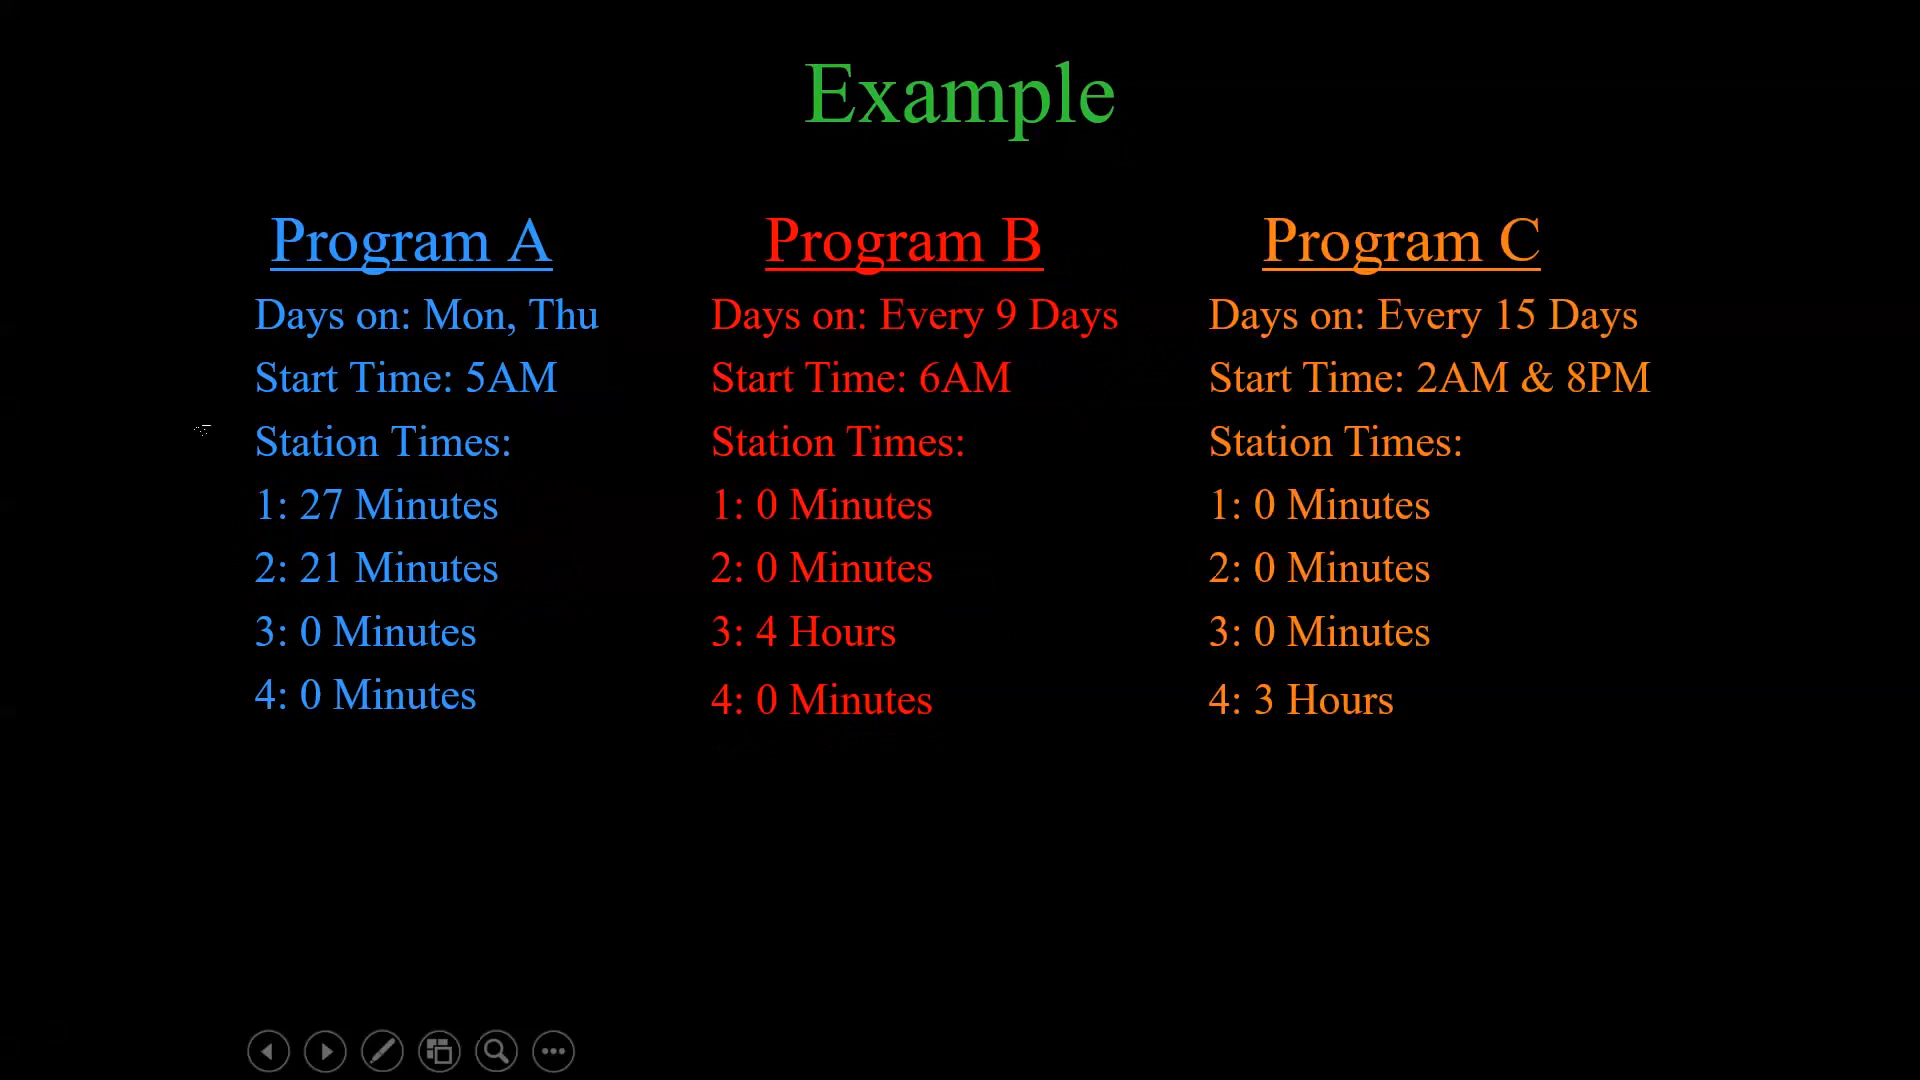 Example
Program A
Days on: Mon, Thu
Start Time: 5AM
Station Times:
1: 27 Minutes
2: 21 Minutes
3: 0 Minutes
4: 0 Minutes
Program B
Days on: Every 9 Days
Start Time: 6AM
Station Times:
1: 0 Minutes
2: 0 Minutes
3: 4 Hours
4: 0 Minutes
Program C
Days on: Every 15 Days
Start Time: 2AM & 8PM
Station Times:
1: 0 Minutes
2: 0 Minutes
3: 0 Minutes
4: 3 Hours